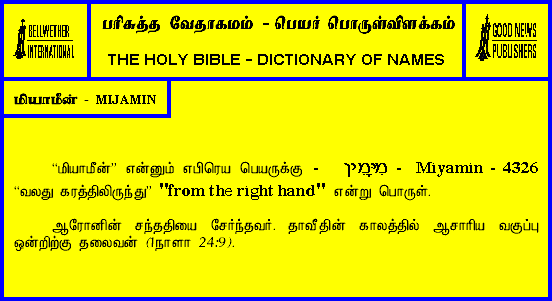 BELLWETHER
INTERNATIONAL
பரிசுத்த வேதாகமம் - பெயர் பொருள்விளக்கம்
THE HOLY BIBLE - DICTIONARY OF NAMES
GOOD NEWS
PUBLISHERS
மியாமீன் - MIJAMIN
“மியாமீன்” என்னும் எபிரெய பெயருக்கு - מִיָּמִין - Miyamin - 4326
“வலது கரத்திலிருந்து” "from the right hand" என்று பொருள்.
ஆரோனின் சந்ததியை சேர்ந்தவர். தாவீதின் காலத்தில் ஆசாரிய வகுப்பு
ஒன்றிற்கு தலைவன் (1நாளா 24:9).